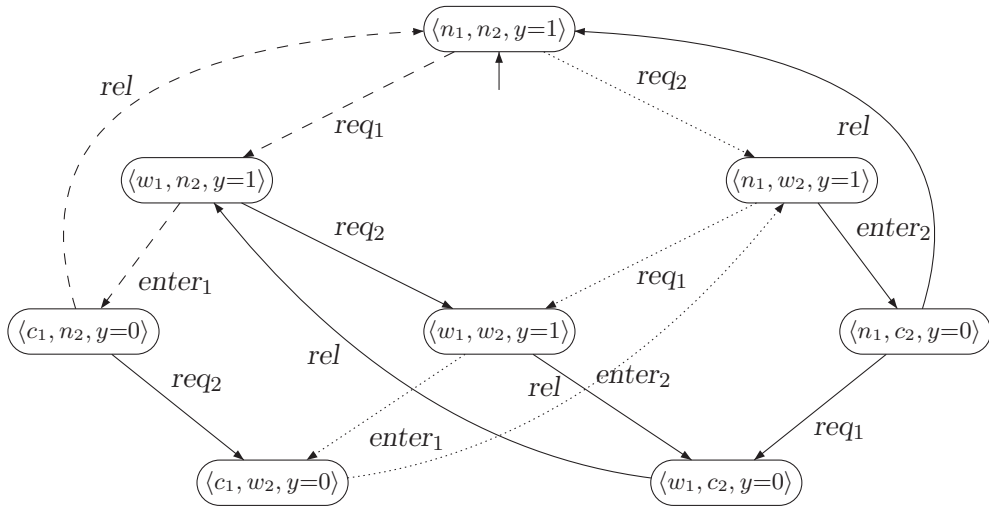 ⟨n₁, n₂, y=1⟩
rel
req₂
req₁
rel
⟨w₁, n₂, y=1⟩
⟨n₁, w₂, y=1⟩
req₂
enter₂
enter₁
req₁
⟨c₁, n₂, y=0⟩
⟨w₁, w₂, y=1⟩
⟨n₁, c₂, y=0⟩
rel
req₂
rel
enter₂
enter₁
req₁
⟨c₁, w₂, y=0⟩
⟨w₁, c₂, y=0⟩